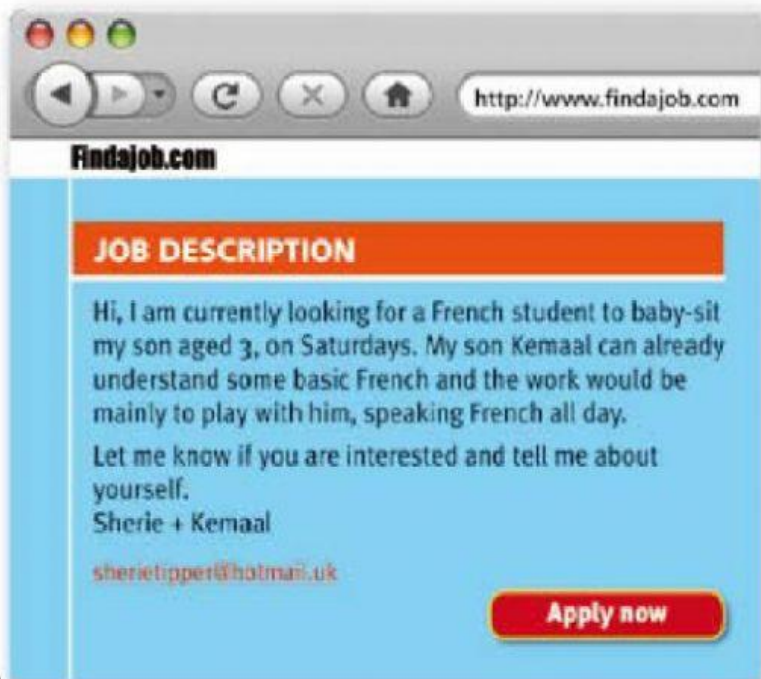 http://www.findajob.com
Findajob.com
JOB DESCRIPTION
Hi, I am currently looking for a French student to baby-sit
my son aged 3, on Saturdays. My son Kemaal can already
understand some basic French and the work would be
mainly to play with him, speaking French all day.
Let me know if you are interested and tell me about
yourself.
Sherie + Kemaal
sherietipper@hotmail.uk
Apply now